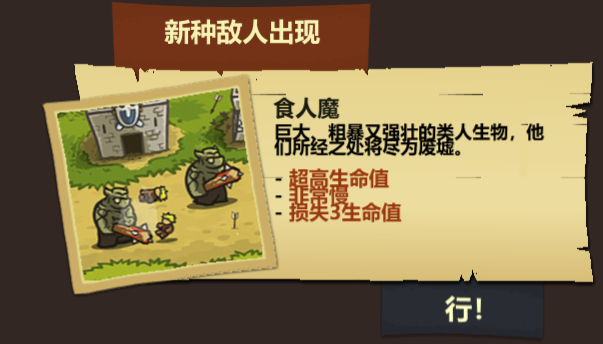 新种敌人出现
食人魔
巨大，粗暴又强壮的类人生物，他
们所经之处将尽为废墟。
- 超高生命值
- 非常慢
- 损失3生命值
行!